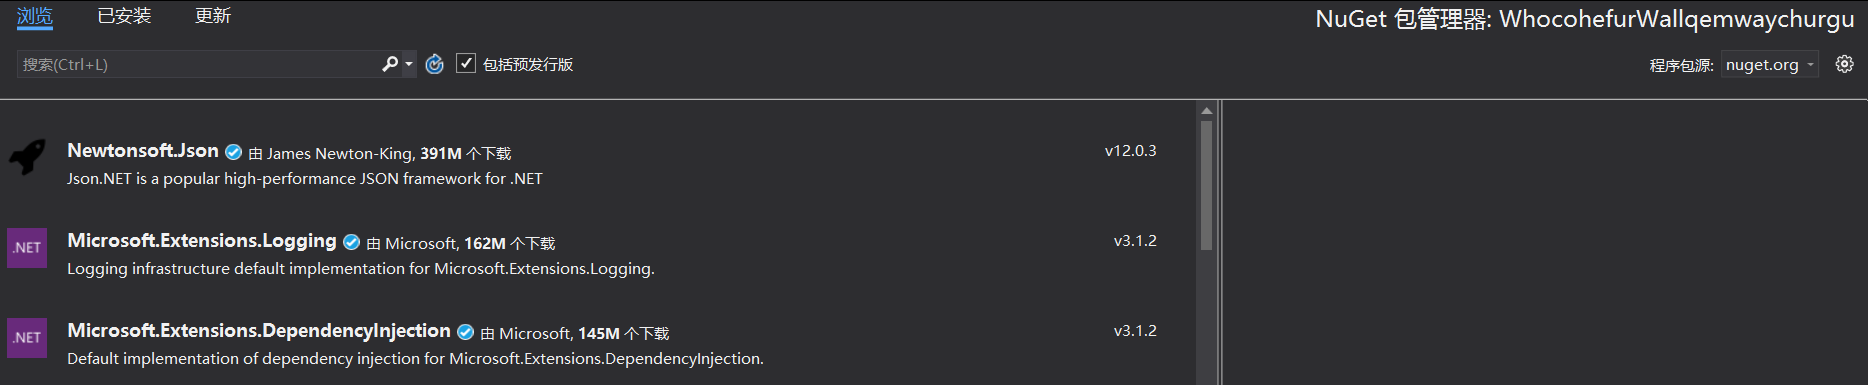 浏览 已安装 更新
NuGet 包管理器: WhocohefurWallqemwaychurgu
搜索(Ctrl+L) 包括预发行版 程序包源: nuget.org
Newtonsoft.Json 由 James Newton-King, 391M 个下载 v12.0.3
Json.NET is a popular high-performance JSON framework for .NET
.NET Microsoft.Extensions.Logging 由 Microsoft, 162M 个下载 v3.1.2
Logging infrastructure default implementation for Microsoft.Extensions.Logging.
.NET Microsoft.Extensions.DependencyInjection 由 Microsoft, 145M 个下载 v3.1.2
Default implementation of dependency injection for Microsoft.Extensions.DependencyInjection.